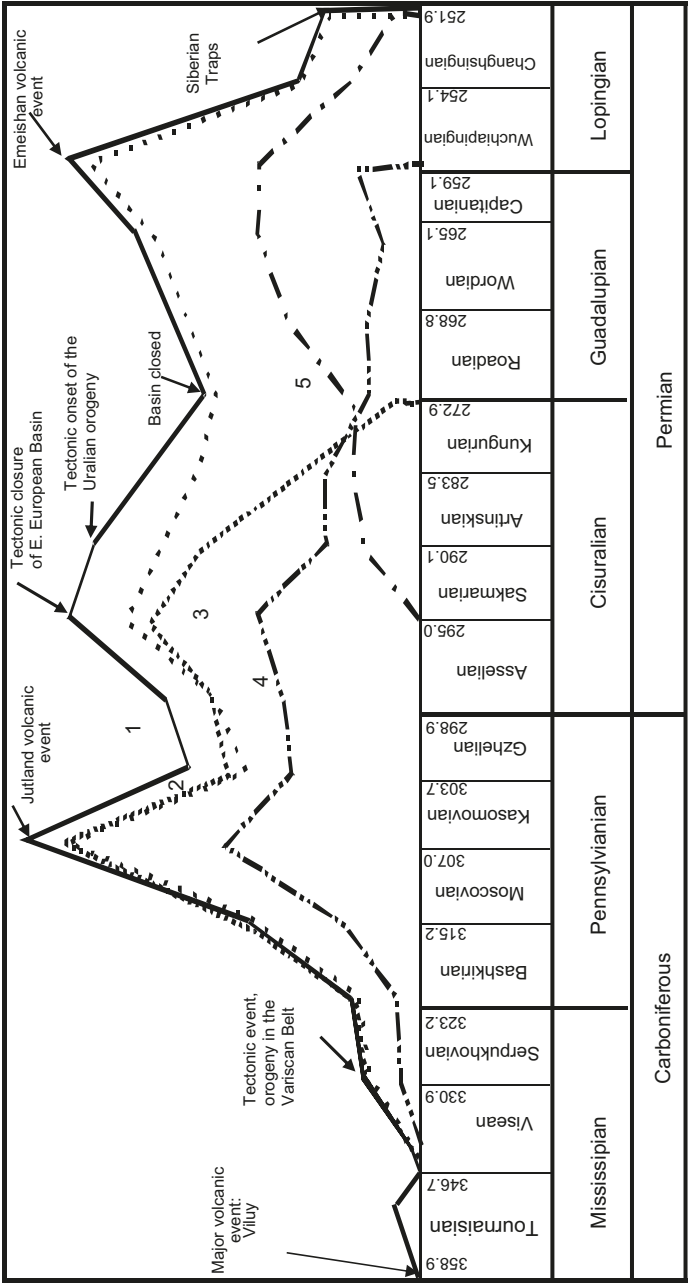 Major volcanic
event:
Viluy
Tectonic event,
orogeny in the
Variscan Belt
Jutland volcanic
event
Tectonic closure
of E. European Basin
Tectonic onset of the
Uralian orogeny
Basin closed
Emeishan volcanic
event
Siberian
Traps
1
2
3
4
5
358.9
Tournaisian
346.7
Visean
330.9
Serpukhovian
323.2
Bashkirian
315.2
Moscovian
307.0
Kasomovian
303.7
Gzhelian
298.9
Asselian
295.0
Sakmarian
290.1
Artinskian
283.5
Kungurian
272.9
Roadian
268.8
Wordian
265.1
Capitanian
259.1
Wuchiapingian
254.1
Changhsingian
251.9
Mississipian
Pennsylvianian
Cisuralian
Guadalupian
Lopingian
Carboniferous
Permian